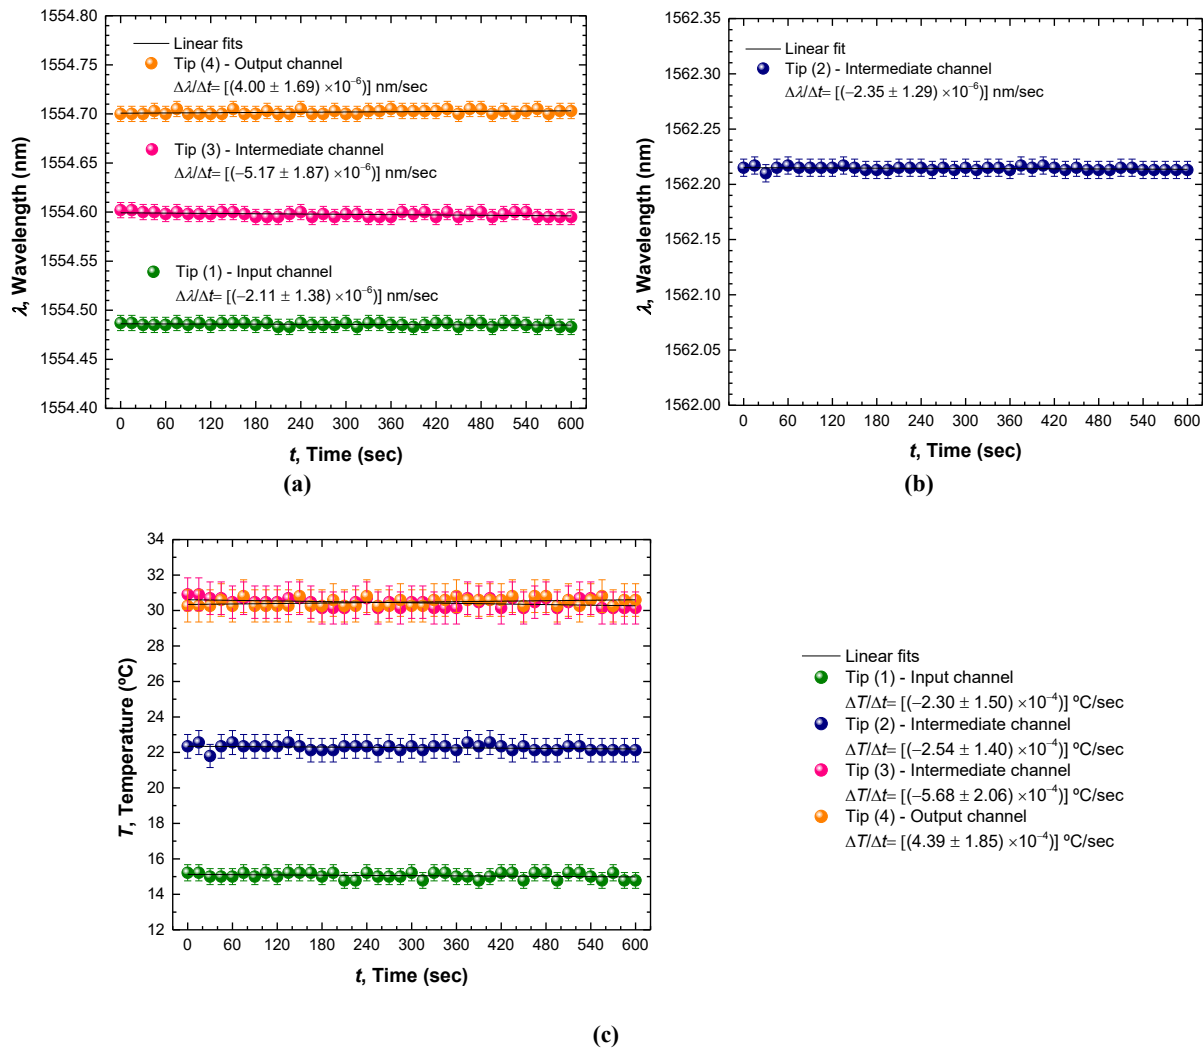 1554.80
1554.75
1554.70
1554.65
1554.60
1554.55
1554.50
1554.45
1554.40
λ, Wavelength (nm)
Linear fits
Tip (4) - Output channel
Δλ/Δt= [(4.00 ± 1.69) ×10⁻⁶)] nm/sec
Tip (3) - Intermediate channel
Δλ/Δt= [(−5.17 ± 1.87) ×10⁻⁶)] nm/sec
Tip (1) - Input channel
Δλ/Δt= [(−2.11 ± 1.38) ×10⁻⁶)] nm/sec
0 60 120 180 240 300 360 420 480 540 600
t, Time (sec)
(a)
1562.35
1562.30
1562.25
1562.20
1562.15
1562.10
1562.05
1562.00
λ, Wavelength (nm)
Linear fit
Tip (2) - Intermediate channel
Δλ/Δt= [(−2.35 ± 1.29) ×10⁻⁶)] nm/sec
0 60 120 180 240 300 360 420 480 540 600
t, Time (sec)
(b)
34
32
30
28
26
24
22
20
18
16
14
12
T, Temperature (ºC)
0 60 120 180 240 300 360 420 480 540 600
t, Time (sec)
Linear fits
Tip (1) - Input channel
ΔT/Δt= [(−2.30 ± 1.50) ×10⁻⁴)] ºC/sec
Tip (2) - Intermediate channel
ΔT/Δt= [(−2.54 ± 1.40) ×10⁻⁴)] ºC/sec
Tip (3) - Intermediate channel
ΔT/Δt= [(−5.68 ± 2.06) ×10⁻⁴)] ºC/sec
Tip (4) - Output channel
ΔT/Δt= [(4.39 ± 1.85) ×10⁻⁴)] ºC/sec
(c)